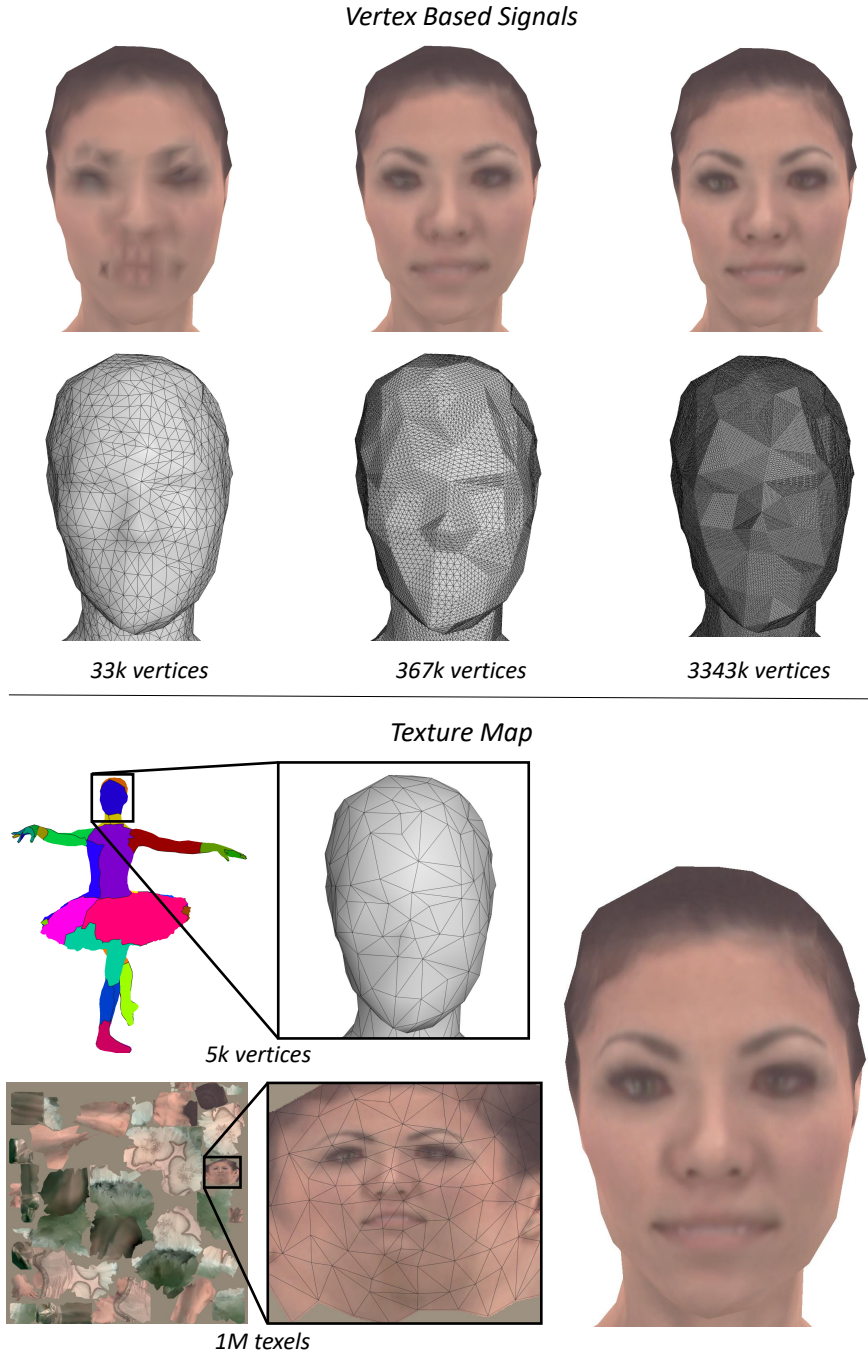 Vertex Based Signals
33k vertices
367k vertices
3343k vertices
Texture Map
5k vertices
1M texels